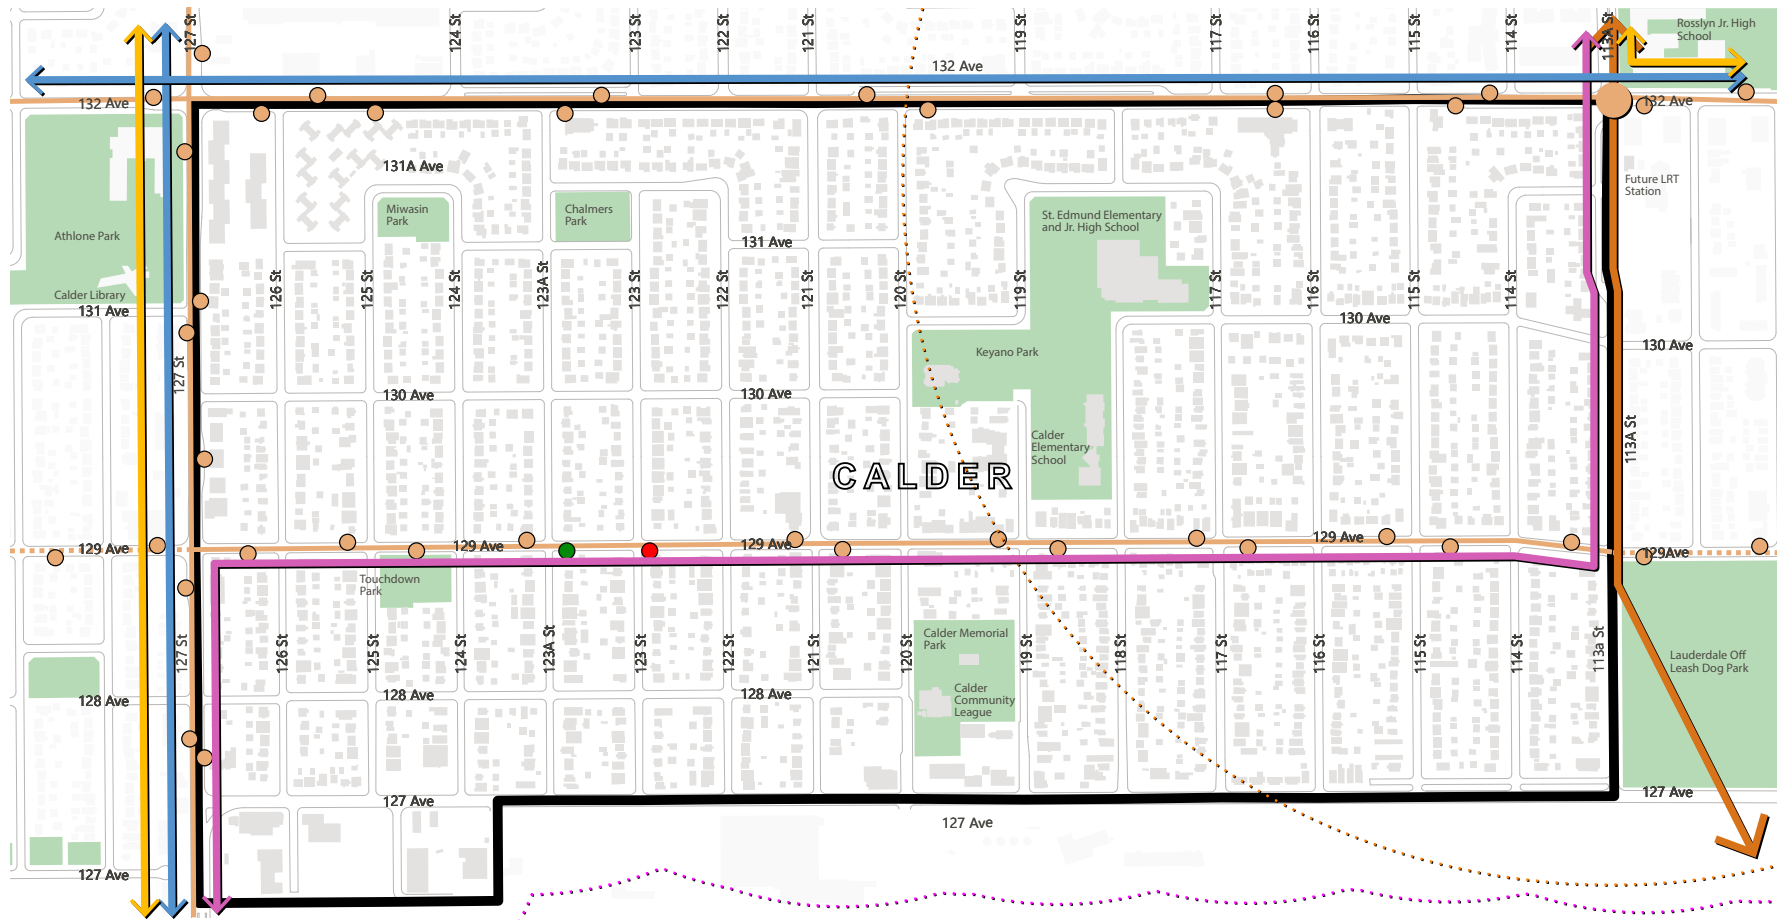 127 St
124 St
123 St
122 St
121 St
119 St
117 St
116 St
115 St
114 St
113A St
Rosslyn Jr. High
School
132 Ave
132 Ave
132 Ave
131A Ave
Future LRT
Station
Miwasin
Park
Chalmers
Park
St. Edmund Elementary
and Jr. High School
Athlone Park
131 Ave
Calder Library
131 Ave
126 St
125 St
124 St
123A St
123 St
122 St
121 St
120 St
119 St
117 St
116 St
115 St
114 St
130 Ave
130 Ave
Keyano Park
127 St
130 Ave
130 Ave
113A St
Calder
Elementary
School
CALDER
129 Ave
129 Ave
129 Ave
129 Ave
129Ave
Touchdown
Park
127 St
126 St
125 St
124 St
123A St
123 St
122 St
121 St
120 St
119 St
118 St
117 St
116 St
115 St
114 St
113a St
Calder Memorial
Park
Lauderdale Off
Leash Dog Park
128 Ave
128 Ave
128 Ave
Calder
Community
League
127 Ave
127 Ave
127 Ave
127 Ave